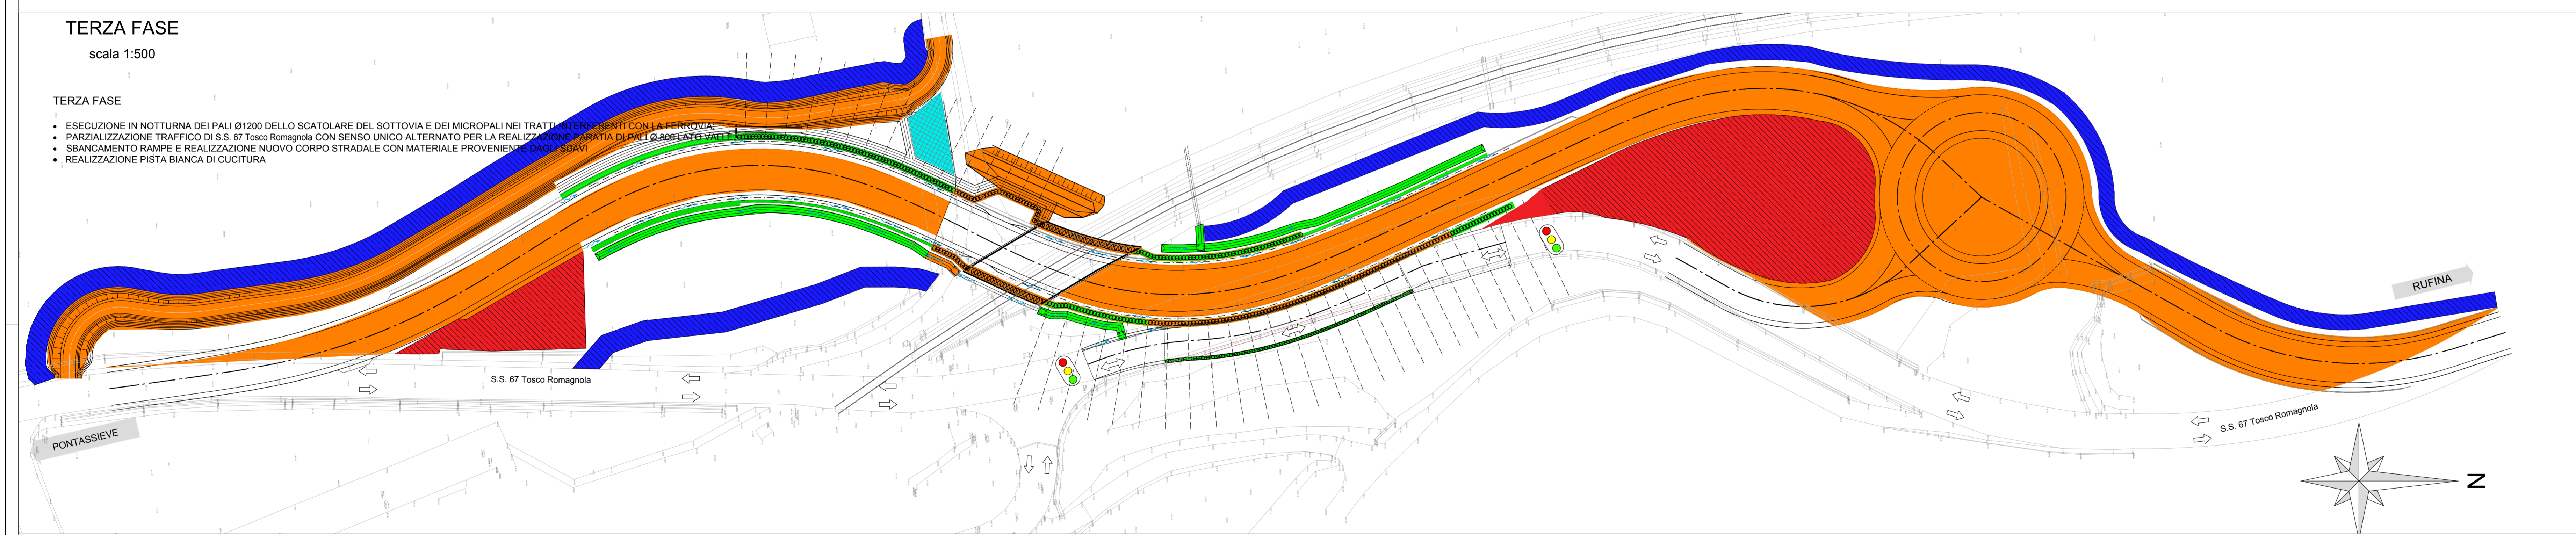 TERZA FASE
scala 1:500
TERZA FASE
• ESECUZIONE IN NOTTURNA DEI PALI Ø1200 DELLO SCATOLARE DEL SOTTOVIA E DEI MICROPALI NEI TRATTI INTERFERENTI CON LA FERROVIA;
• PARZIALIZZAZIONE TRAFFICO DI S.S. 67 Tosco Romagnola CON SENSO UNICO ALTERNATO PER LA REALIZZAZIONE PARATIA DI PALI Ø 800 LATO VALLE
• SBANCAMENTO RAMPE E REALIZZAZIONE NUOVO CORPO STRADALE CON MATERIALE PROVENIENTE DAGLI SCAVI
• REALIZZAZIONE PISTA BIANCA DI CUCITURA
RUFINA
S.S. 67 Tosco Romagnola
S.S. 67 Tosco Romagnola
PONTASSIEVE
N